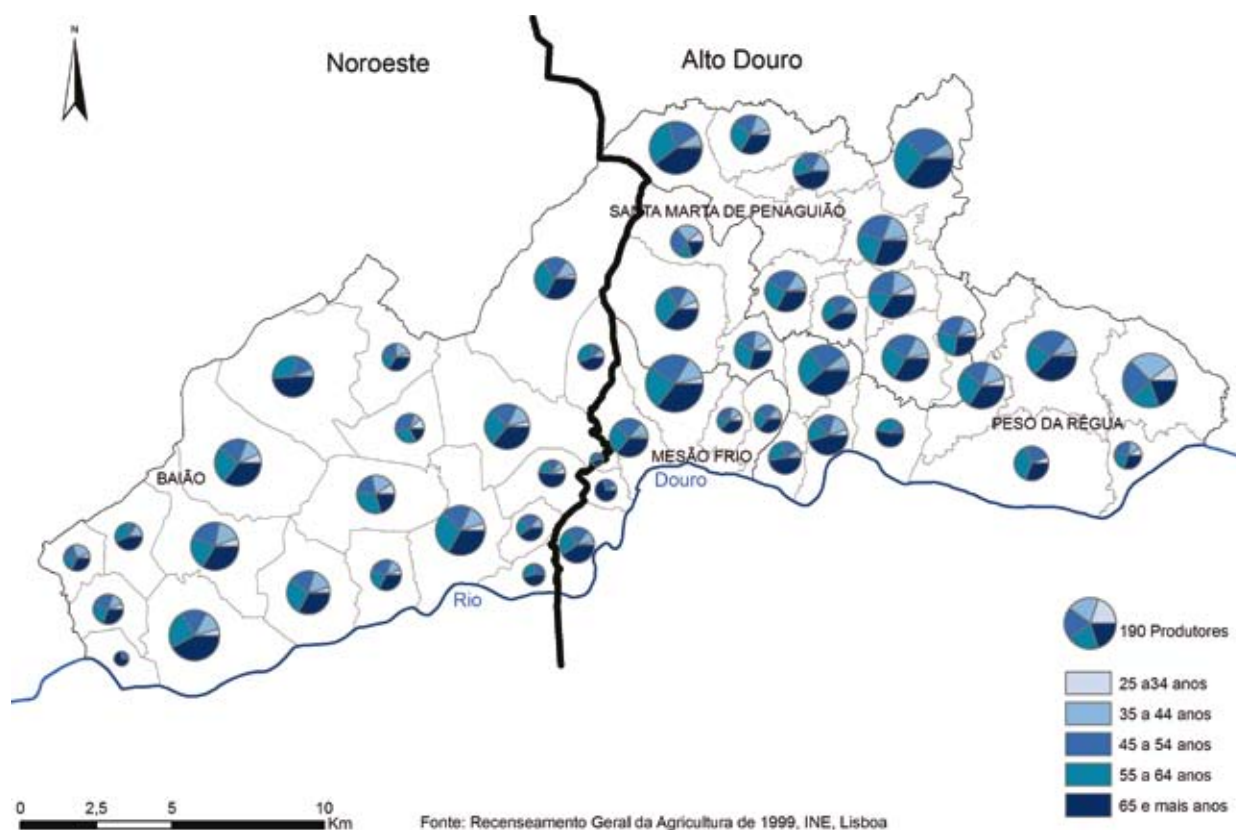 N
Noroeste
Alto Douro
SANTA MARTA DE PENAGUIÃO
BAIÃO
MESÃO FRIO
PESO DA RÉGUA
Douro
Rio
190 Produtores
25 a34 anos
35 a 44 anos
45 a 54 anos
55 a 64 anos
65 e mais anos
0 2,5 5 10
Km
Fonte: Recenseamento Geral da Agricultura de 1999, INE, Lisboa